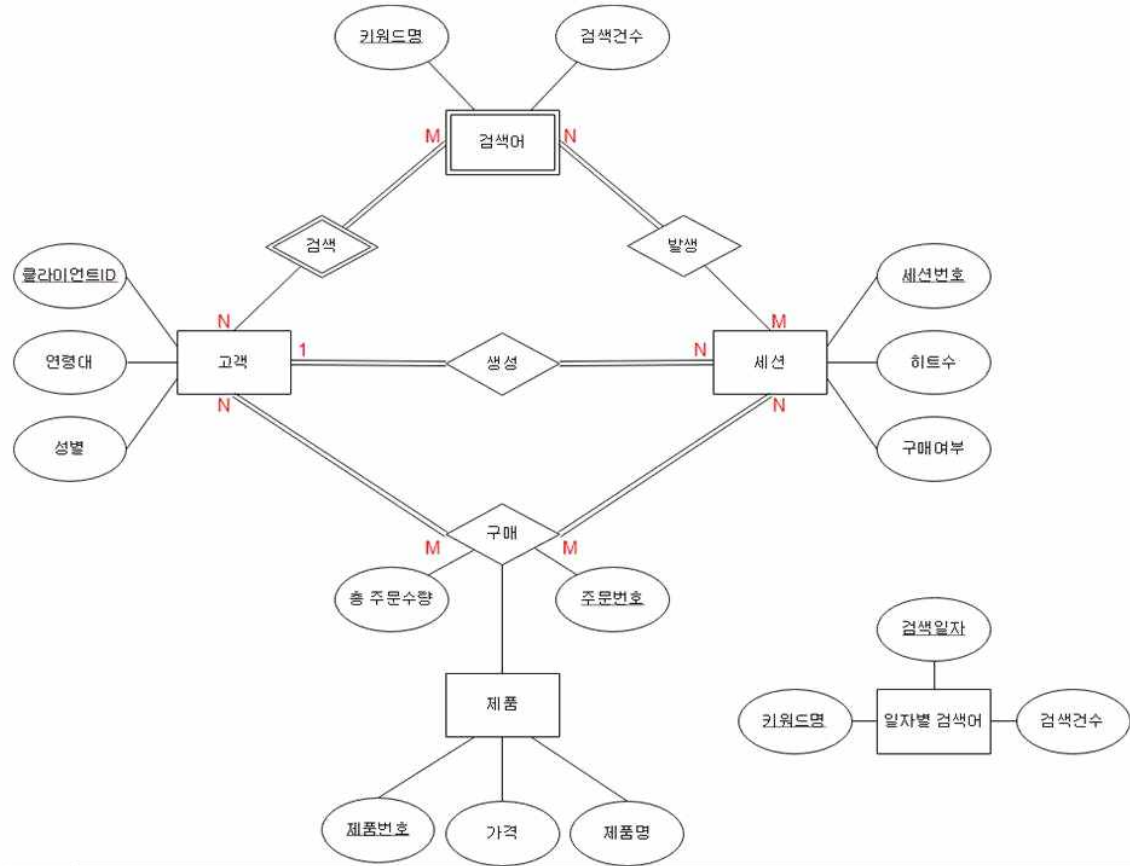 키워드명
검색건수
M
검색어
N
검색
발생
클라이언트ID
세션번호
N
M
연령대
고객
1
생성
N
세션
히트수
N
N
성별
구매여부
구매
M
M
총 주문수량
주문번호
검색일자
제품
키워드명
일자별 검색어
검색건수
제품번호
가격
제품명